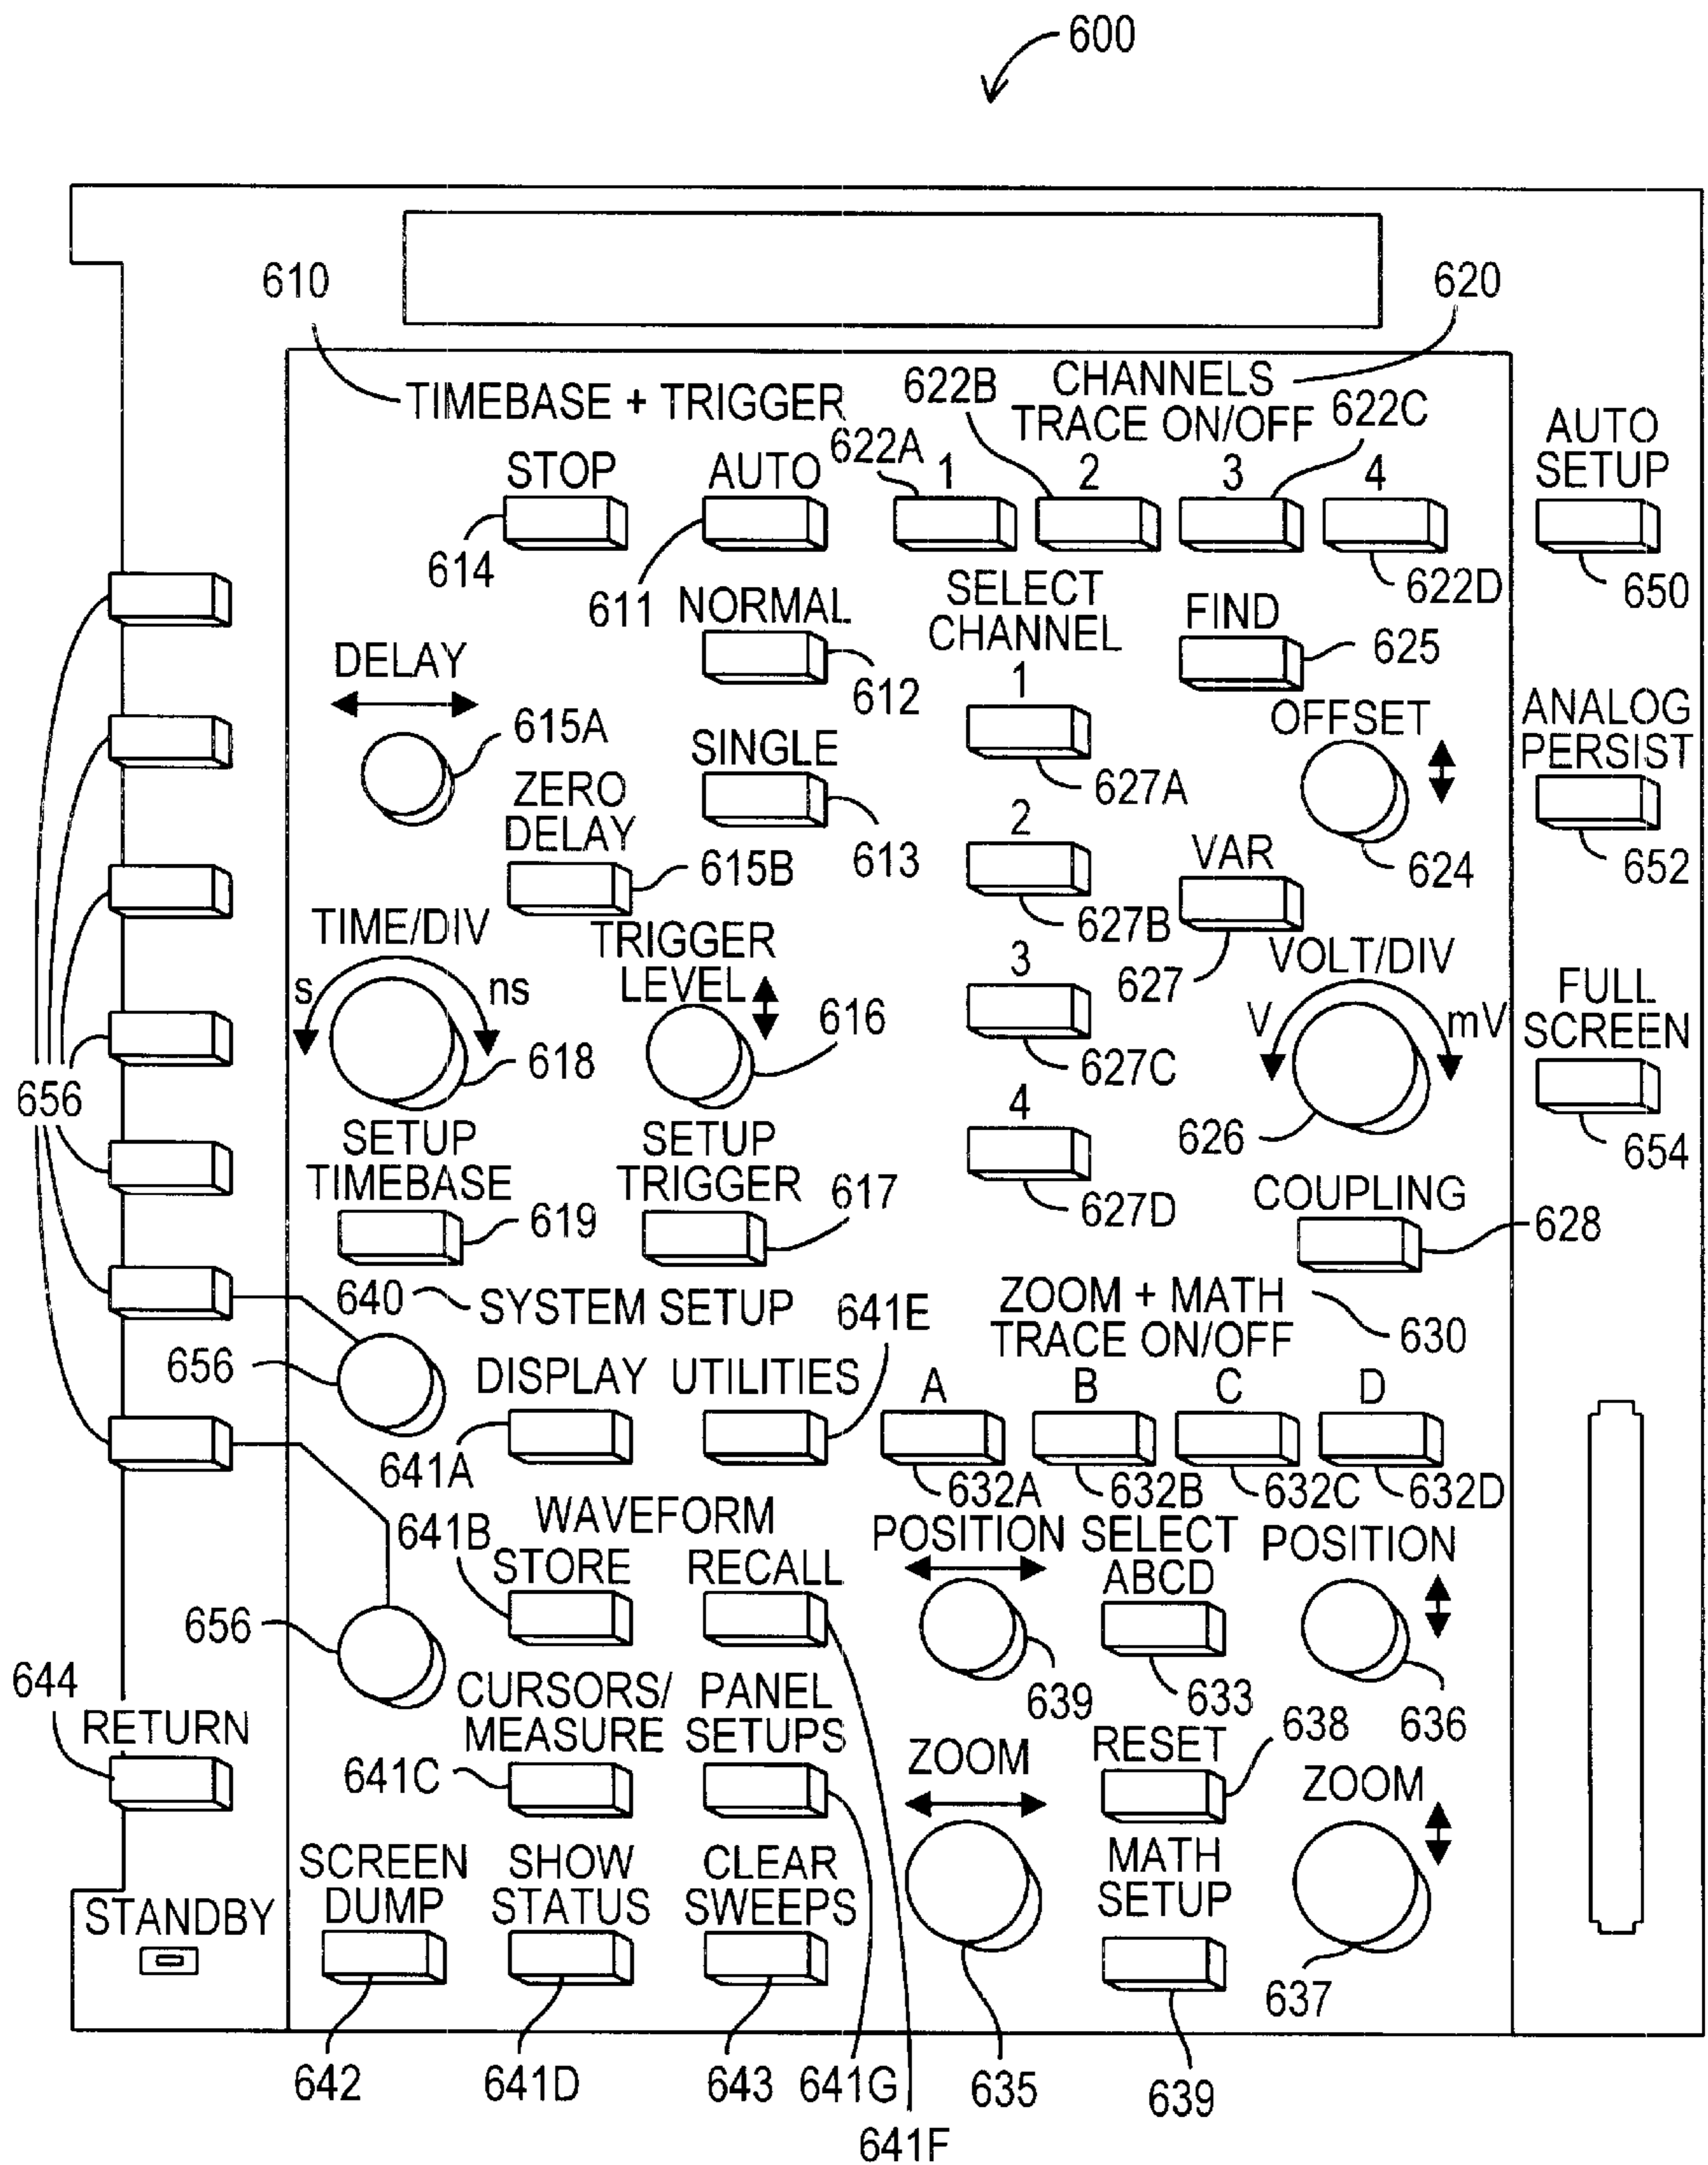 600
610
620
TIMEBASE + TRIGGER
622B
CHANNELS
TRACE ON/OFF
622A
622C
AUTO
SETUP
STOP
AUTO
1
2
3
4
614
611
622D
650
NORMAL
612
SELECT
CHANNEL
FIND
625
DELAY
615A
SINGLE
613
1
627A
OFFSET
624
ANALOG
PERSIST
652
ZERO
DELAY
615B
2
627B
VAR
627
TIME/DIV
s
ns
618
TRIGGER
LEVEL
616
3
627C
VOLT/DIV
V
mV
626
FULL
SCREEN
654
656
SETUP
TIMEBASE
619
SETUP
TRIGGER
617
4
627D
COUPLING
628
640
SYSTEM SETUP
641E
ZOOM + MATH
TRACE ON/OFF
630
656
DISPLAY
UTILITIES
A
B
C
D
641A
632A
632B
632C
632D
WAVEFORM
641B
STORE
RECALL
POSITION
SELECT
ABCD
POSITION
656
639
633
636
644
RETURN
CURSORS/
MEASURE
PANEL
SETUPS
641C
ZOOM
RESET
638
ZOOM
STANDBY
SCREEN
DUMP
SHOW
STATUS
CLEAR
SWEEPS
MATH
SETUP
637
642
641D
643
641G
635
639
641F